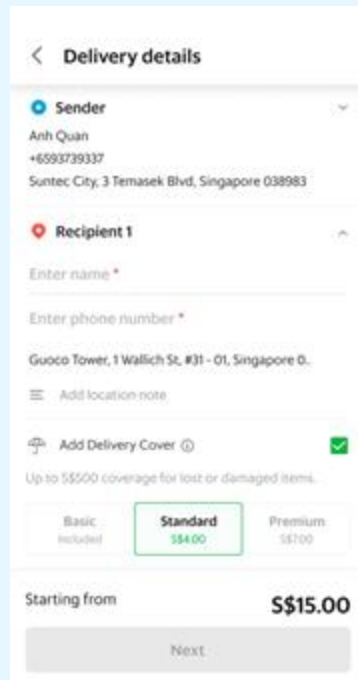 Delivery details
Sender
Anh Quan
+6593739337
Suntec City, 3 Temasek Blvd, Singapore 038983
Recipient 1
Enter name *
Enter phone number *
Guoco Tower, 1 Wallich St, #31 - 01, Singapore 0..
Add location note
Add Delivery Cover
Up to S$500 coverage for lost or damaged items.
Basic Standard Premium
Included S$4.00 S$7.00
Starting from S$15.00
Next